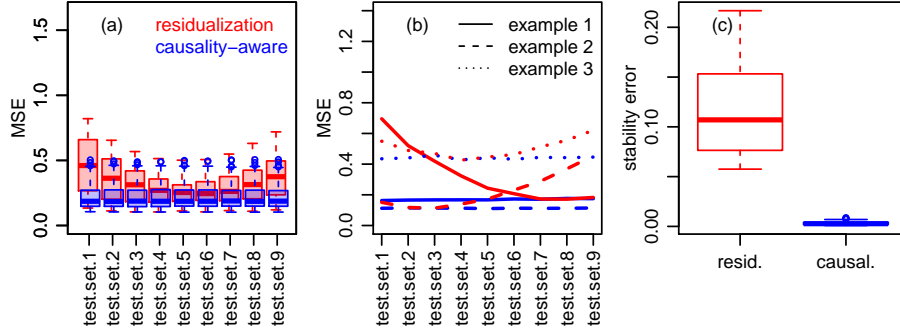 (a)
residualization
causality−aware
MSE
0.0
0.5
1.0
1.5
test.set.1
test.set.2
test.set.3
test.set.4
test.set.5
test.set.6
test.set.7
test.set.8
test.set.9
(b)
example 1
example 2
example 3
MSE
0.0
0.4
0.8
1.2
test.set.1
test.set.2
test.set.3
test.set.4
test.set.5
test.set.6
test.set.7
test.set.8
test.set.9
(c)
stability error
0.00
0.10
0.20
resid.
causal.